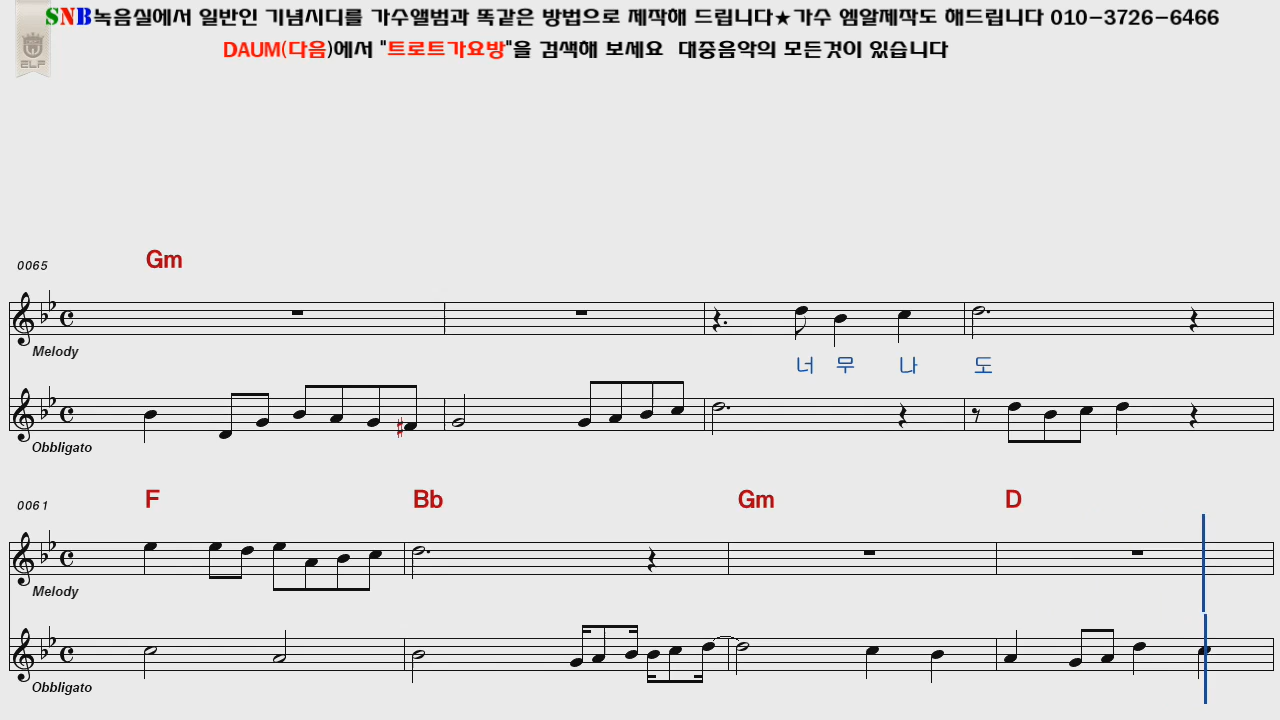 SNB녹음실에서 일반인 기념시디를 가수앨범과 똑같은 방법으로 제작해 드립니다★가수 엠알제작도 해드립니다 010-3726-6466
DAUM(다음)에서 "트로트가요방"을 검색해 보세요 대중음악의 모든것이 있습니다
ELF
0065 Gm
Melody
너 무 나 도
Obbligato
0061 F Bb Gm D
Melody
Obbligato